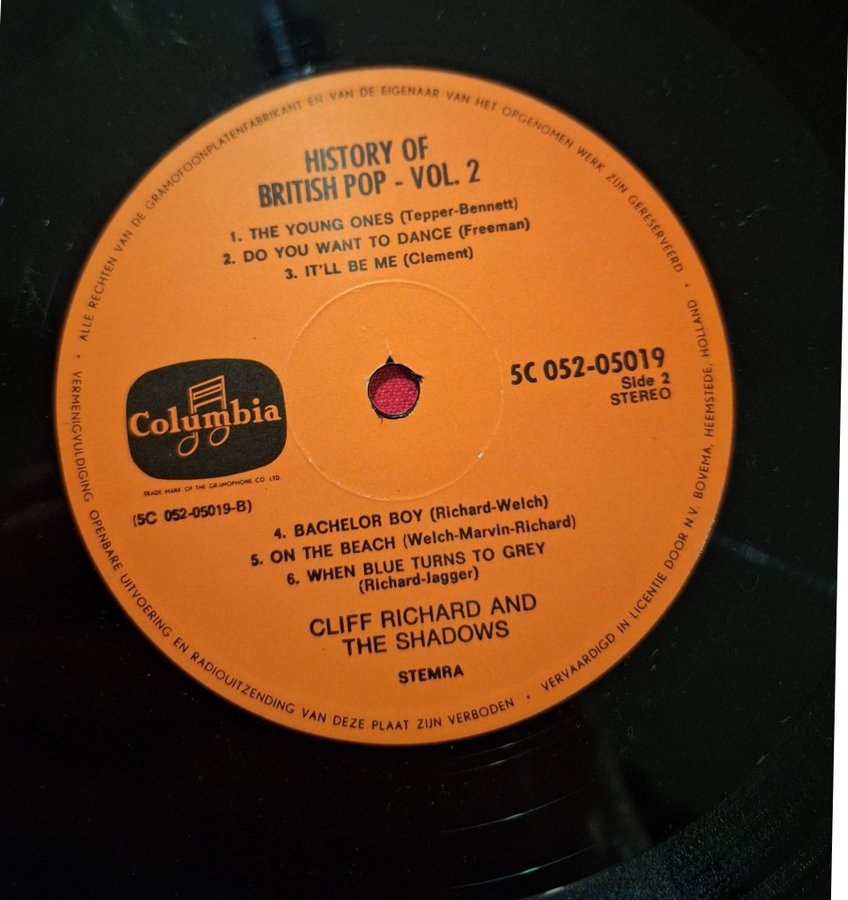 ALLE RECHTEN VAN DE GRAMOFOONPLATENFABRIKANT EN VAN DE EIGENAAR VAN HET OPGENOMEN WERK ZIJN GERESERVEERD •
HISTORY OF
BRITISH POP - VOL. 2
1. THE YOUNG ONES (Tepper-Bennett)
2. DO YOU WANT TO DANCE (Freeman)
3. IT'LL BE ME (Clement)
5C 052-05019
Side 2
STEREO
Columbia
TRADE MARK OF THE GRAMOPHONE CO LTD
(5C 052-05019-B)
4. BACHELOR BOY (Richard-Welch)
5. ON THE BEACH (Welch-Marvin-Richard)
6. WHEN BLUE TURNS TO GREY
(Richard-Jagger)
CLIFF RICHARD AND
THE SHADOWS
STEMRA
• VERMENIGVULDIGING OPENBARE UITVOERING EN RADIOUITZENDING VAN DEZE PLAAT ZIJN VERBODEN •
VERVAARDIGD IN LICENTIE DOOR N.V. BOVEMA, HEEMSTEDE, HOLLAND